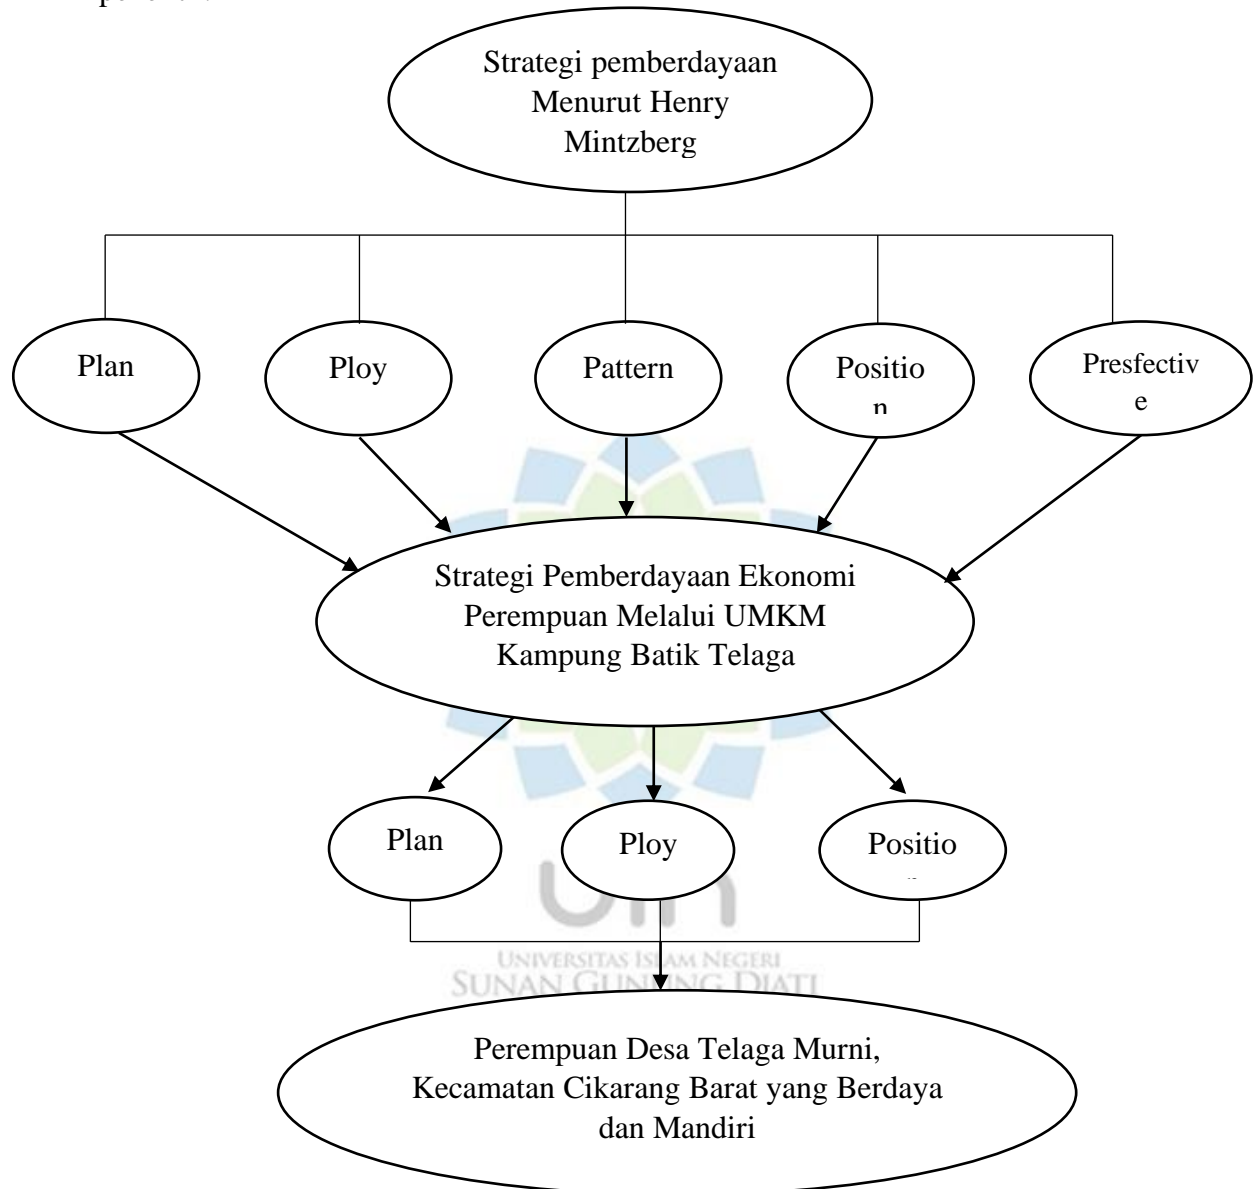 Strategi pemberdayaan
Menurut Henry
Mintzberg
Plan
Ploy
Pattern
Positio
n
Presfectiv
e
Strategi Pemberdayaan Ekonomi
Perempuan Melalui UMKM
Kampung Batik Telaga
Plan
Ploy
Positio
uin
UNIVERSITAS ISLAM NEGERI
SUNAN GUNUNG DJATI
Perempuan Desa Telaga Murni,
Kecamatan Cikarang Barat yang Berdaya
dan Mandiri